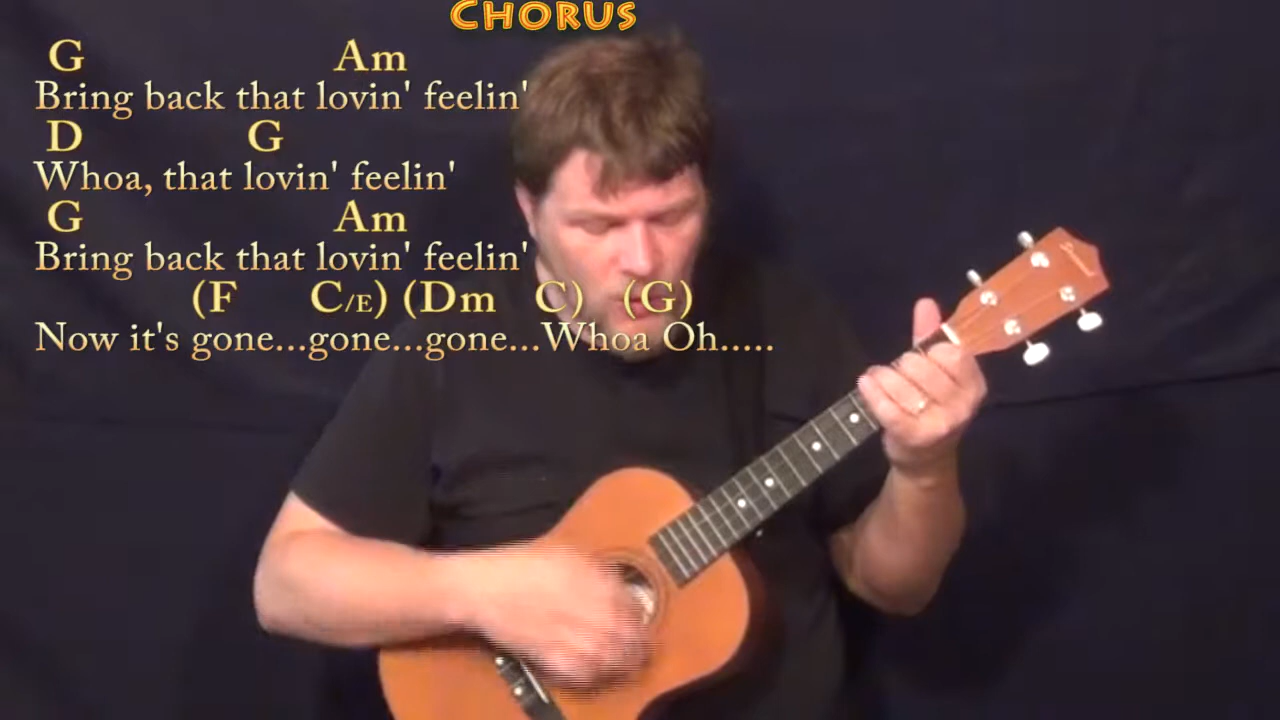 CHORUS
G Am
Bring back that lovin' feelin'
D G
Whoa, that lovin' feelin'
G Am
Bring back that lovin' feelin'
(F C/E) (Dm C) (G)
Now it's gone...gone...gone...Whoa Oh.....